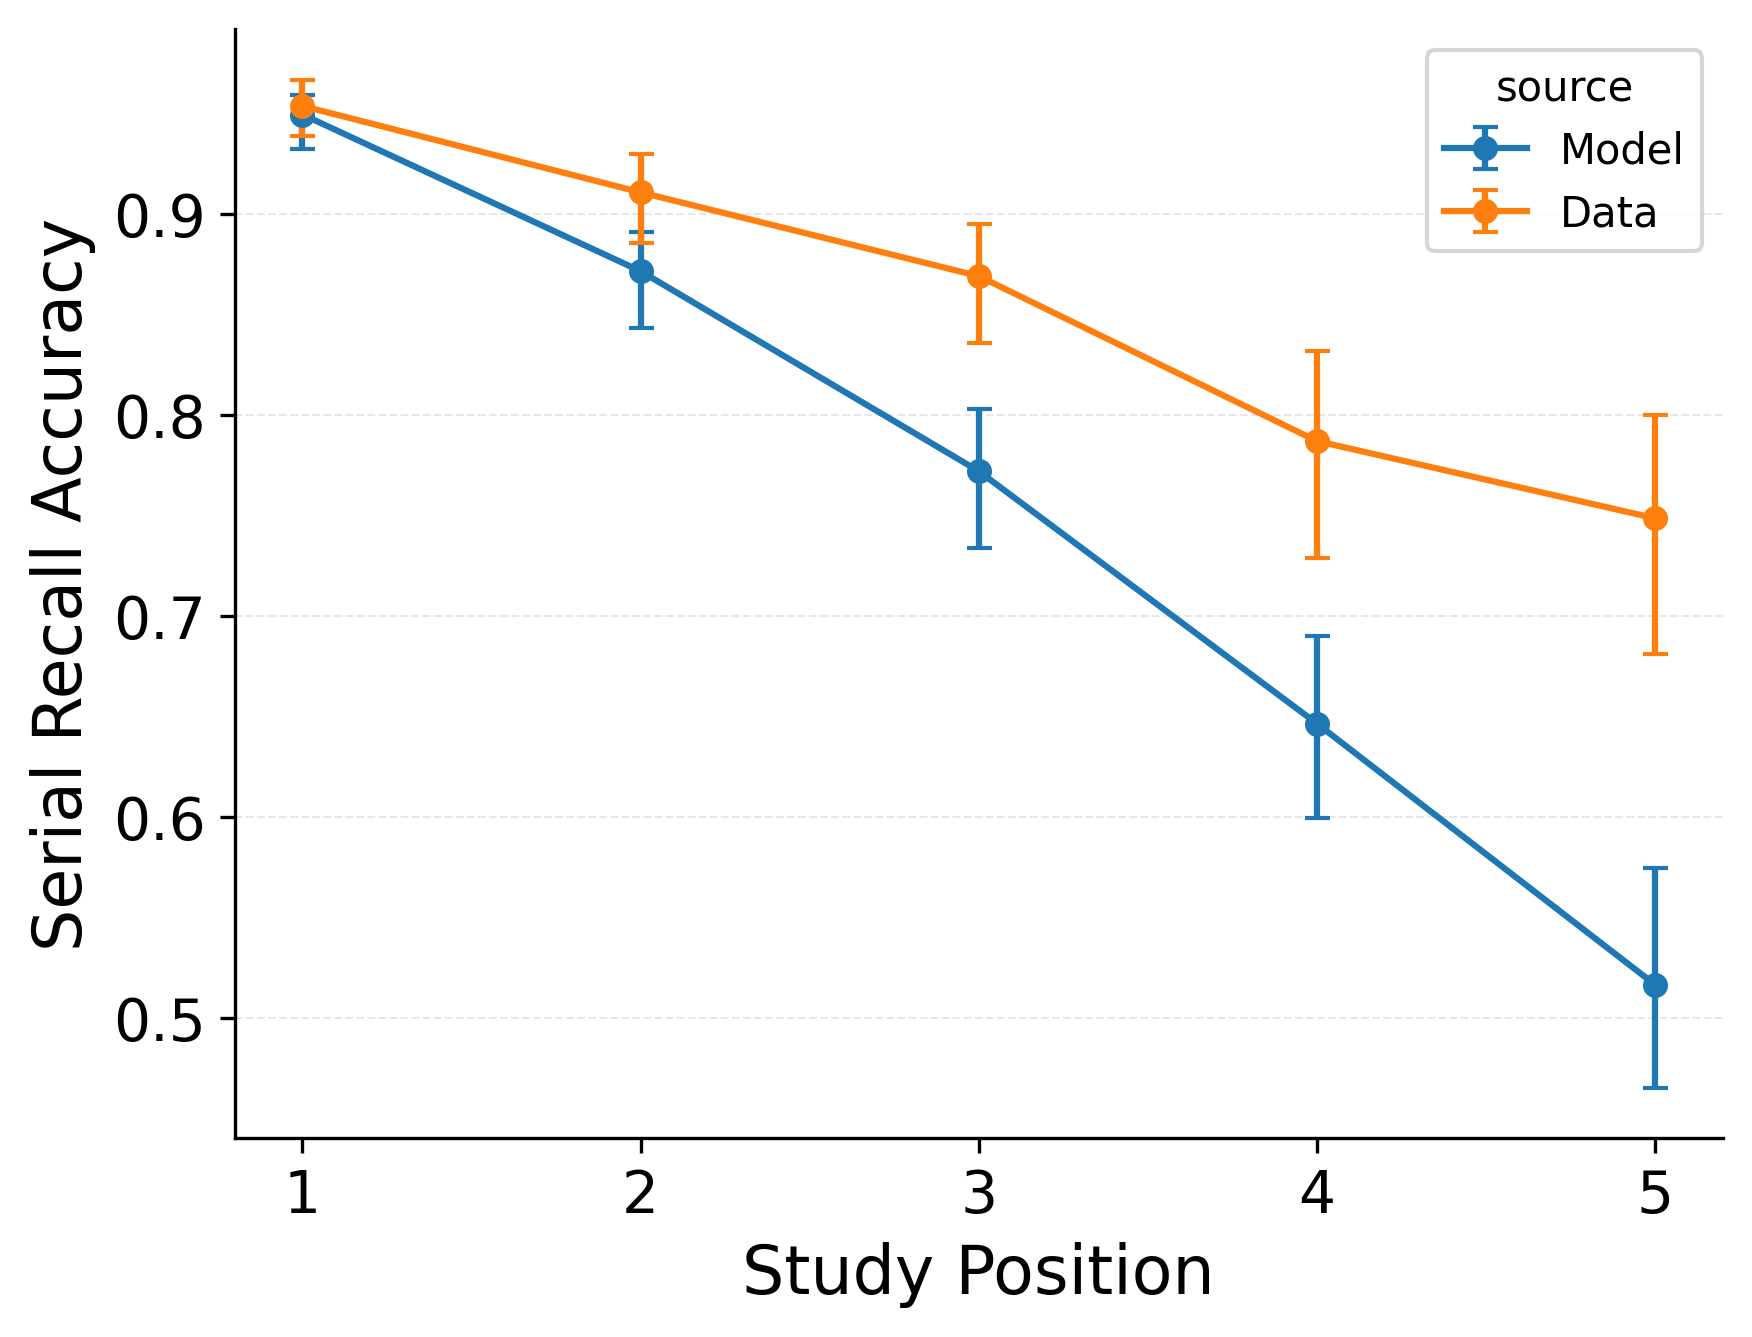 source
Model
Data
0.9
0.8
0.7
0.6
0.5
Serial Recall Accuracy
1 2 3 4 5
Study Position